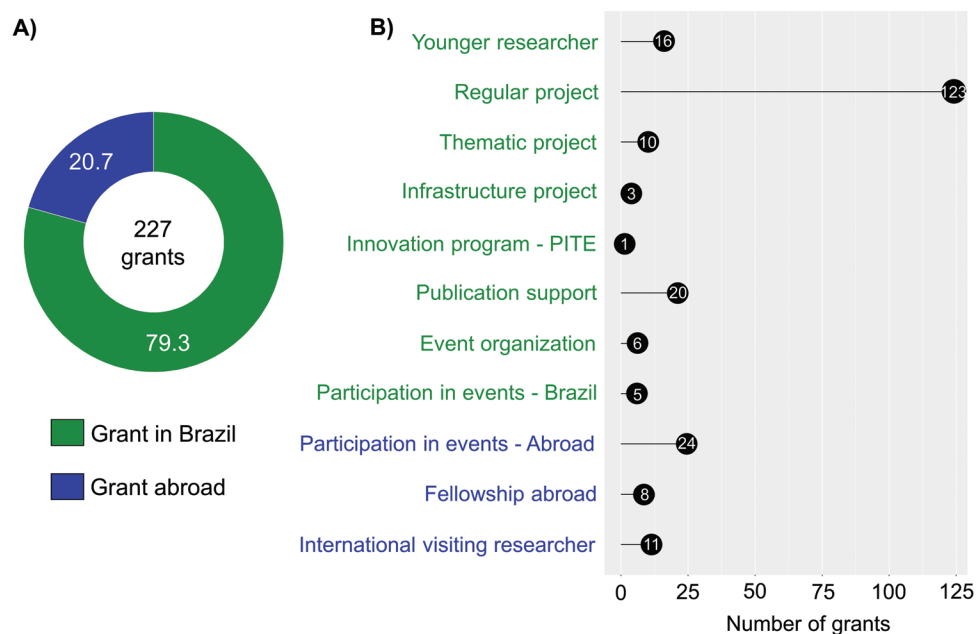 A)
20.7
227
grants
79.3
Grant in Brazil
Grant abroad
B)
Younger researcher
16
Regular project
123
Thematic project
10
Infrastructure project
3
Innovation program - PITE
1
Publication support
20
Event organization
6
Participation in events - Brazil
5
Participation in events - Abroad
24
Fellowship abroad
8
International visiting researcher
11
0 25 50 75 100 125
Number of grants